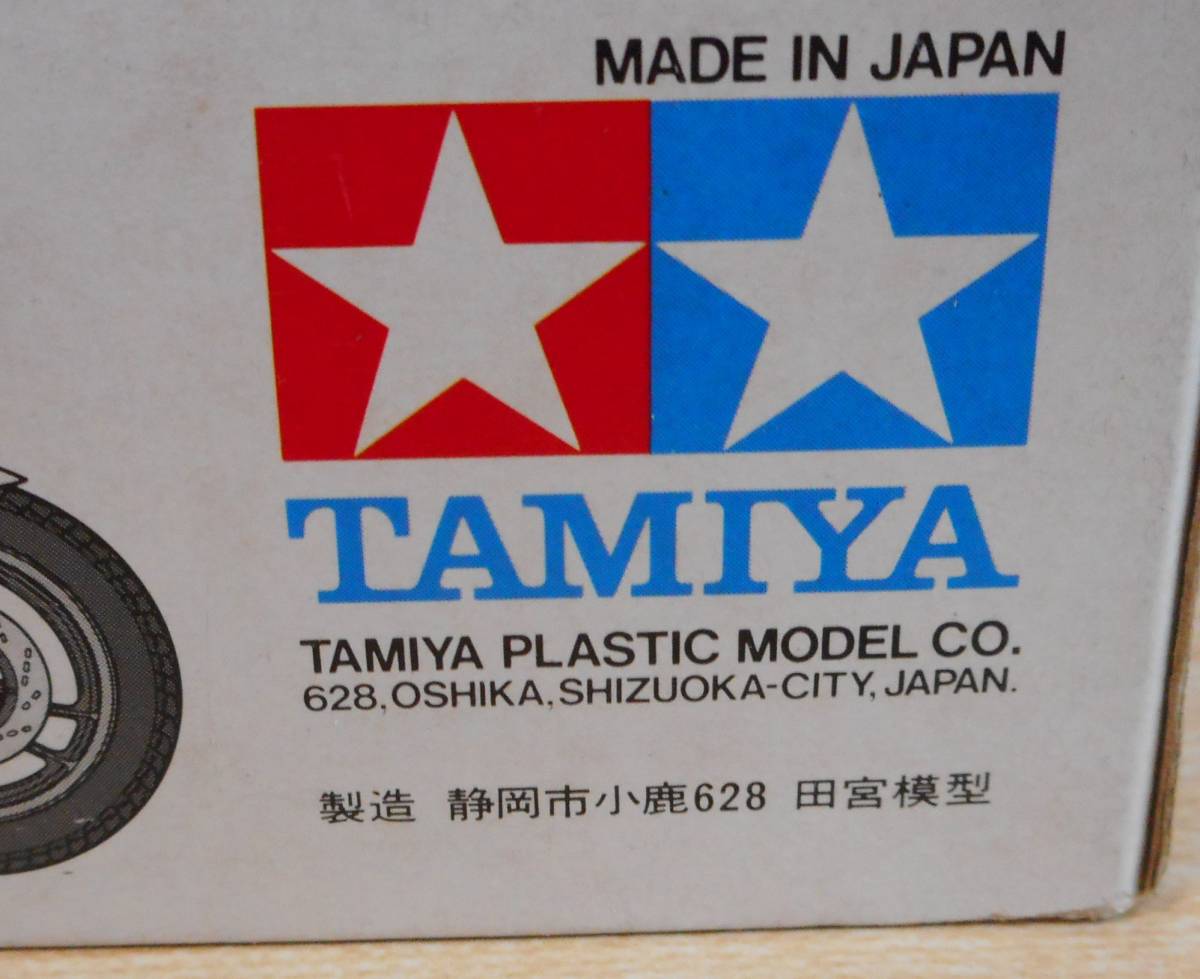 MADE IN JAPAN
TAMIYA
TAMIYA PLASTIC MODEL CO.
628, OSHIKA, SHIZUOKA-CITY, JAPAN.
製造 静岡市小鹿628 田宮模型